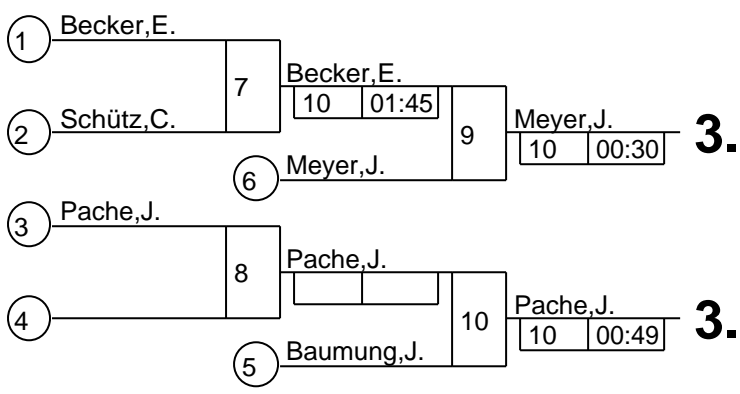 1 Becker,E.
7 Becker,E.
10 01:45
2 Schütz,C.
9 Meyer,J. 3.
10 00:30
6 Meyer,J.
3 Pache,J.
8 Pache,J.
4
10 Pache,J. 3.
10 00:49
5 Baumung,J.